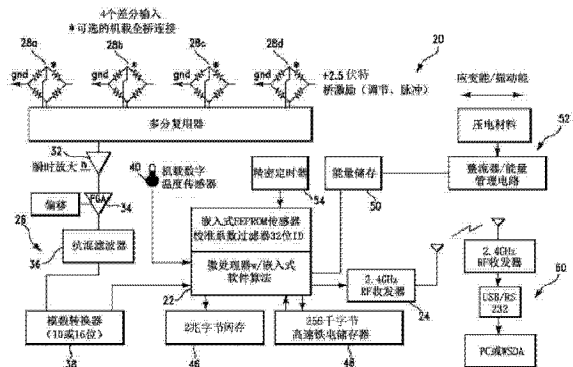 4个差分输入
*可选的机载全桥连接
28a
28b
28c
28d
20
gnd
gnd
gnd
gnd
+2.5伏特
桥激励(调节、脉冲)
应变能/振动能
多分复用器
压电材料
52
32
瞬时放大器
40
机载数字
温度传感器
精密定时器
54
能量储存
50
整流器/能量
管理电路
偏移
PGA
34
26
嵌入式EEPROM传感器
校准系数过滤器32位ID
抗混滤波器
36
微处理器w/嵌入式
软件算法
22
2.4GHz
RF收发器
24
2.4GHz
RF收发器
60
USB/RS
232
模数转换器
(10或16位)
38
2兆字节闪存
46
256千字节
高速铁电储存器
48
PC或WSDA